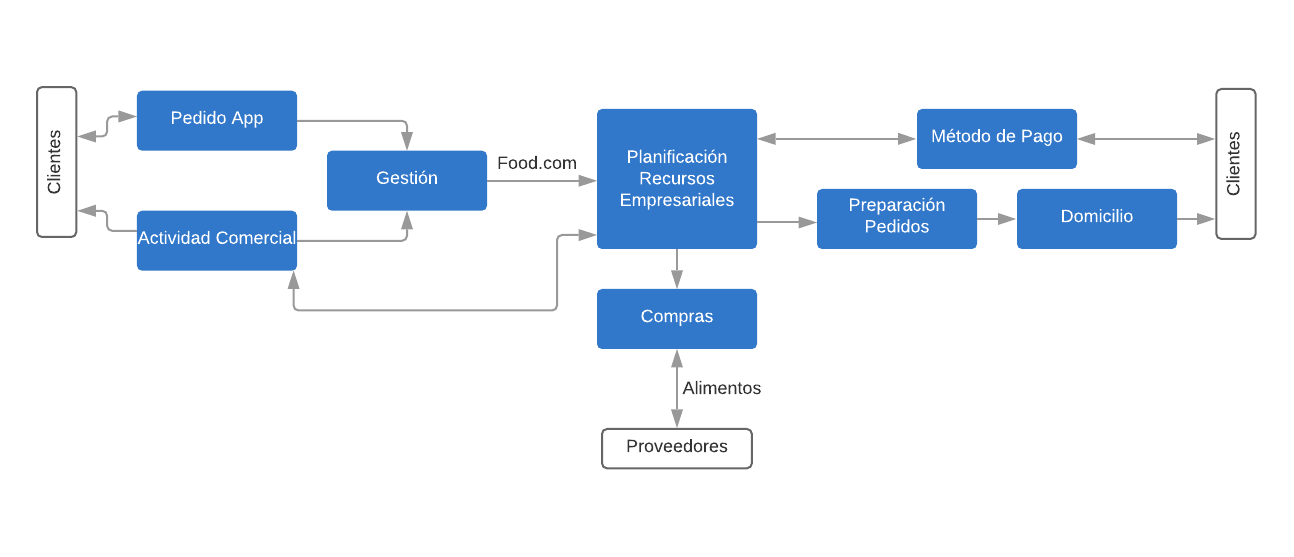 Clientes
Pedido App
Actividad Comercial
Gestión
Food.com
Planificación
Recursos
Empresariales
Método de Pago
Preparación
Pedidos
Domicilio
Clientes
Compras
Alimentos
Proveedores